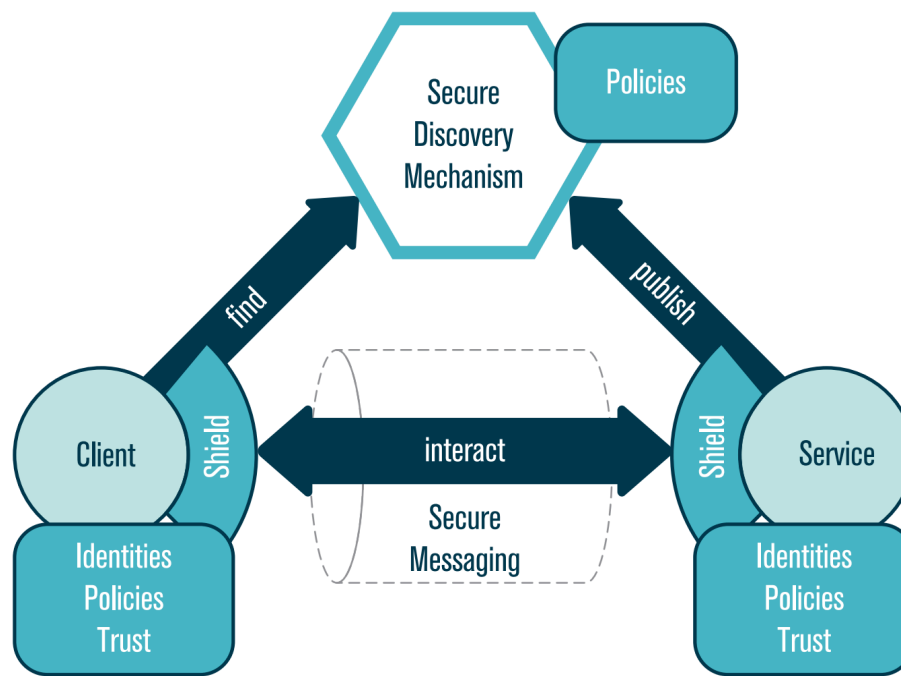 Secure
Discovery
Mechanism
Policies
find
publish
Client
Shield
interact
Shield
Service
Secure
Messaging
Identities
Policies
Trust
Identities
Policies
Trust